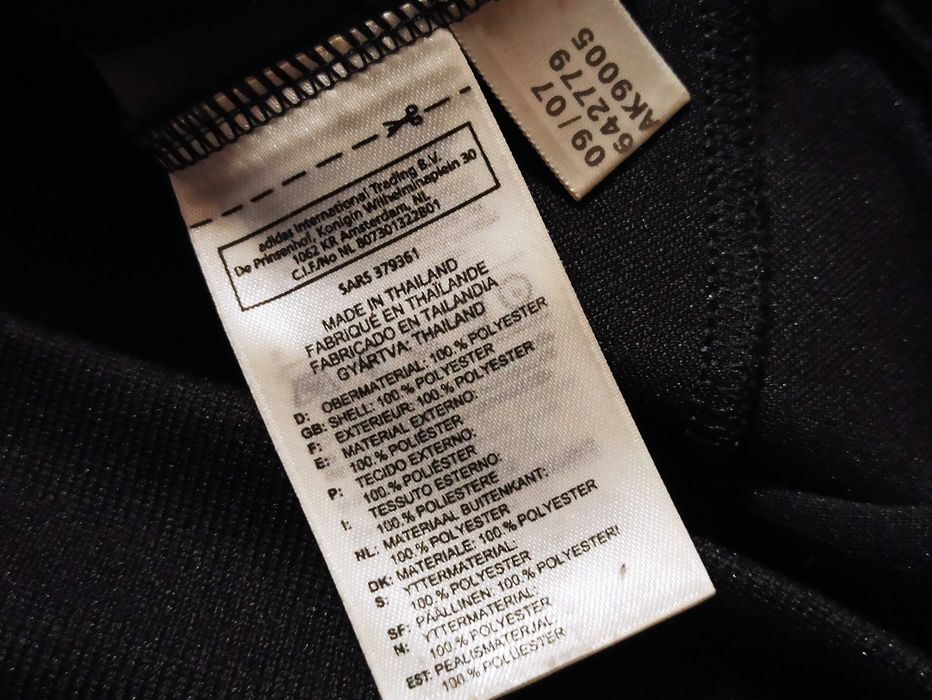 09/07
642779
AK9005
adidas International Trading B.V.
De Prinsenhof, Konigin Wilhelminaplein 30
1062 KR Amsterdam, NL
C.I.F./No NL 807301322B01
SARS 379361
MADE IN THAILAND
FABRIQUÉ EN THAÏLANDE
FABRICADO EN TAILANDIA
GYÁRTVA: THAILAND
D: OBERMATERIAL: 100.% POLYESTER
GB: SHELL: 100.% POLYESTER
F: EXTERIEUR: 100.% POLYESTER
E: MATERIAL EXTERNO:
100.% POLIÉSTER
P: TECIDO EXTERNO:
100.% POLIÉSTER
I: TESSUTO ESTERNO:
100.% POLIESTERE
NL: MATERIAAL BUITENKANT:
100.% POLYESTER
DK: MATERIALE: 100.% POLYESTER
S: YTTERMATERIAL:
100.% POLYESTER
SF: PÄÄLLINEN: 100.% POLYESTER!
N: YTTERMATERIAL:
100.% POLYESTER
EST: PEALISMATERJAL:
100.% POLUESTER